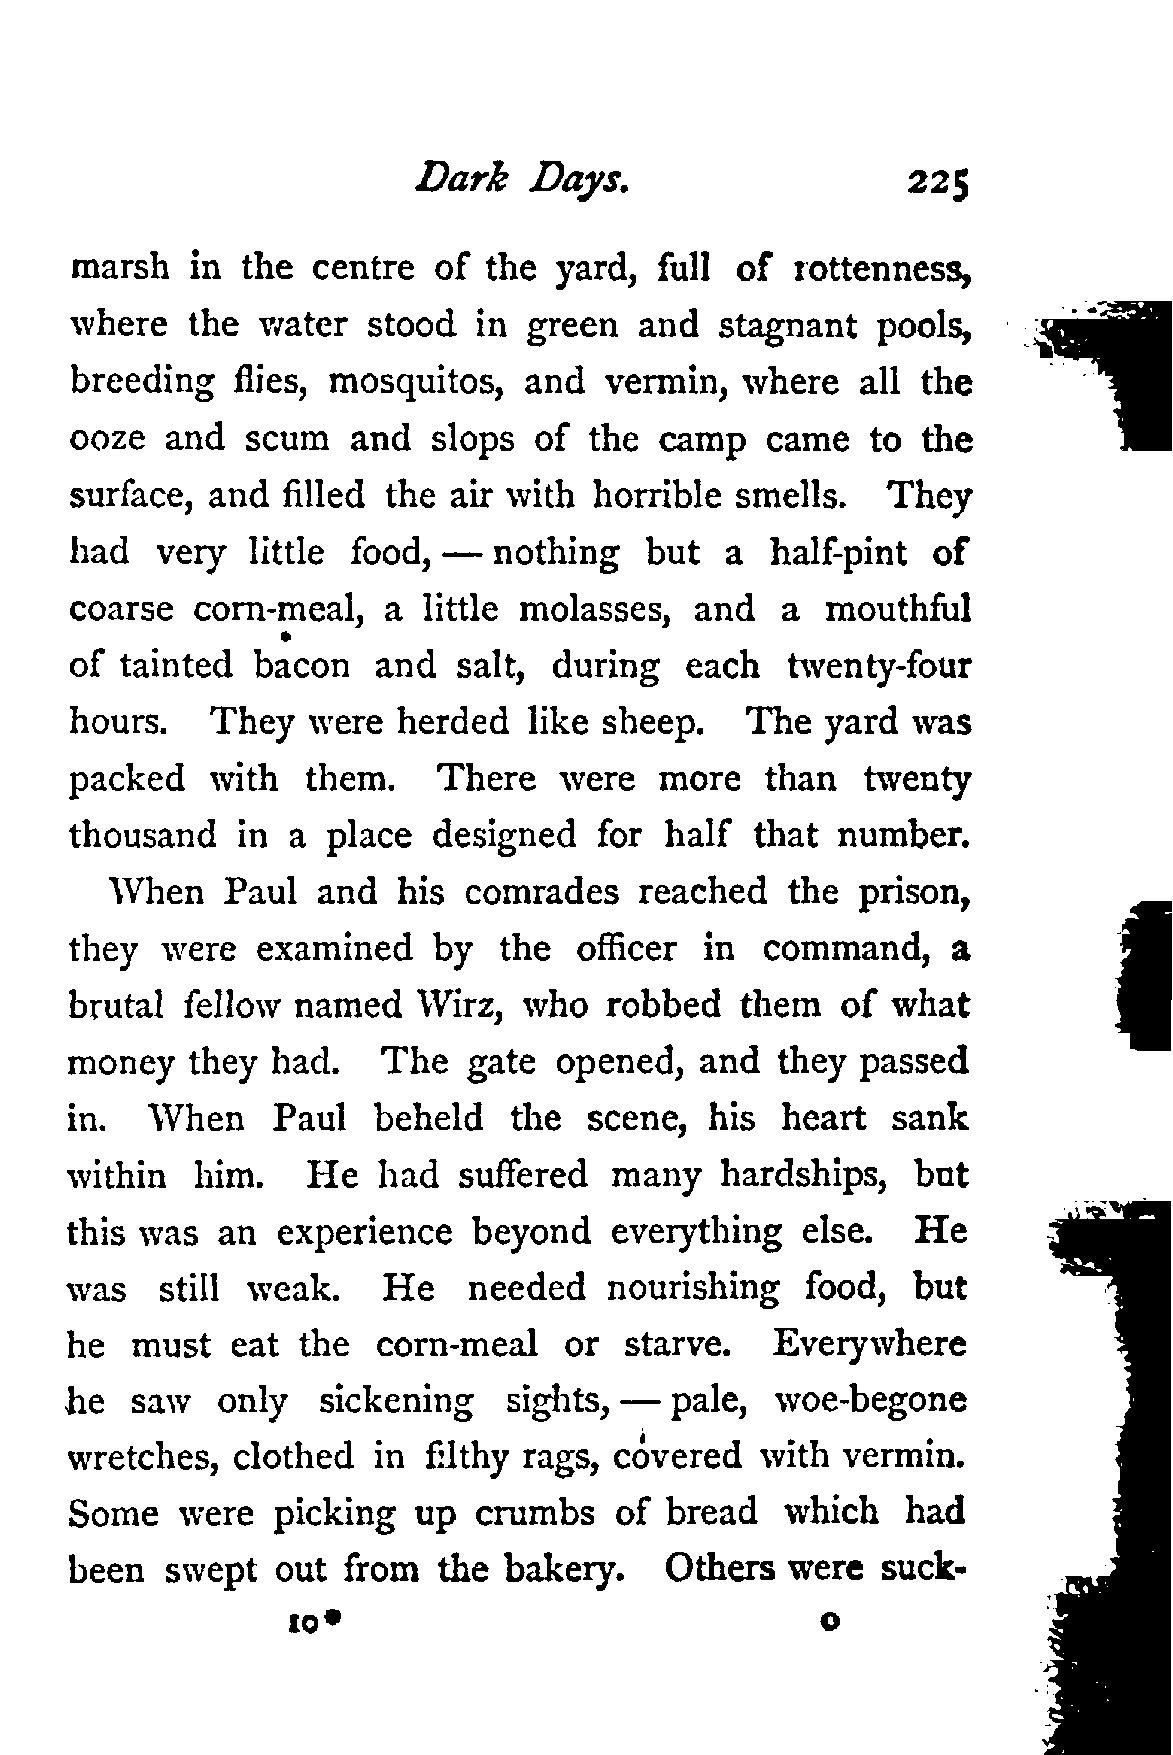 Dark Days. 225
marsh in the centre of the yard, full of rottenness,
where the water stood in green and stagnant pools,
breeding flies, mosquitos, and vermin, where all the
ooze and scum and slops of the camp came to the
surface, and filled the air with horrible smells. They
had very little food, — nothing but a half-pint of
coarse corn-meal, a little molasses, and a mouthful
of tainted bacon and salt, during each twenty-four
hours. They were herded like sheep. The yard was
packed with them. There were more than twenty
thousand in a place designed for half that number.
When Paul and his comrades reached the prison,
they were examined by the officer in command, a
brutal fellow named Wirz, who robbed them of what
money they had. The gate opened, and they passed
in. When Paul beheld the scene, his heart sank
within him. He had suffered many hardships, but
this was an experience beyond everything else. He
was still weak. He needed nourishing food, but
he must eat the corn-meal or starve. Everywhere
he saw only sickening sights, — pale, woe-begone
wretches, clothed in filthy rags, covered with vermin.
Some were picking up crumbs of bread which had
been swept out from the bakery. Others were suck-
10* O